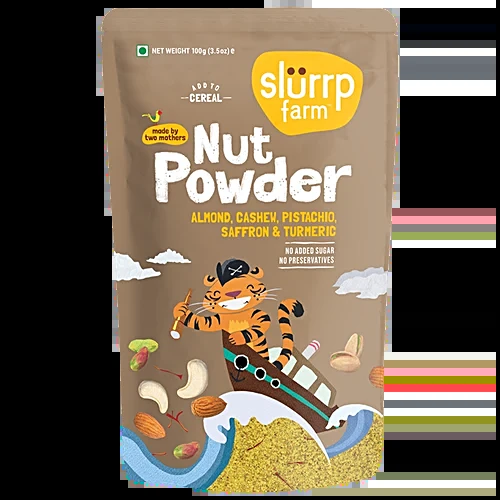 NET WEIGHT 100g (3.5oz) e
slürrp
farm
ADD TO
CEREAL
made by
two mothers
Nut
Powder
ALMOND, CASHEW, PISTACHIO,
SAFFRON & TURMERIC
NO ADDED SUGAR
NO PRESERVATIVES